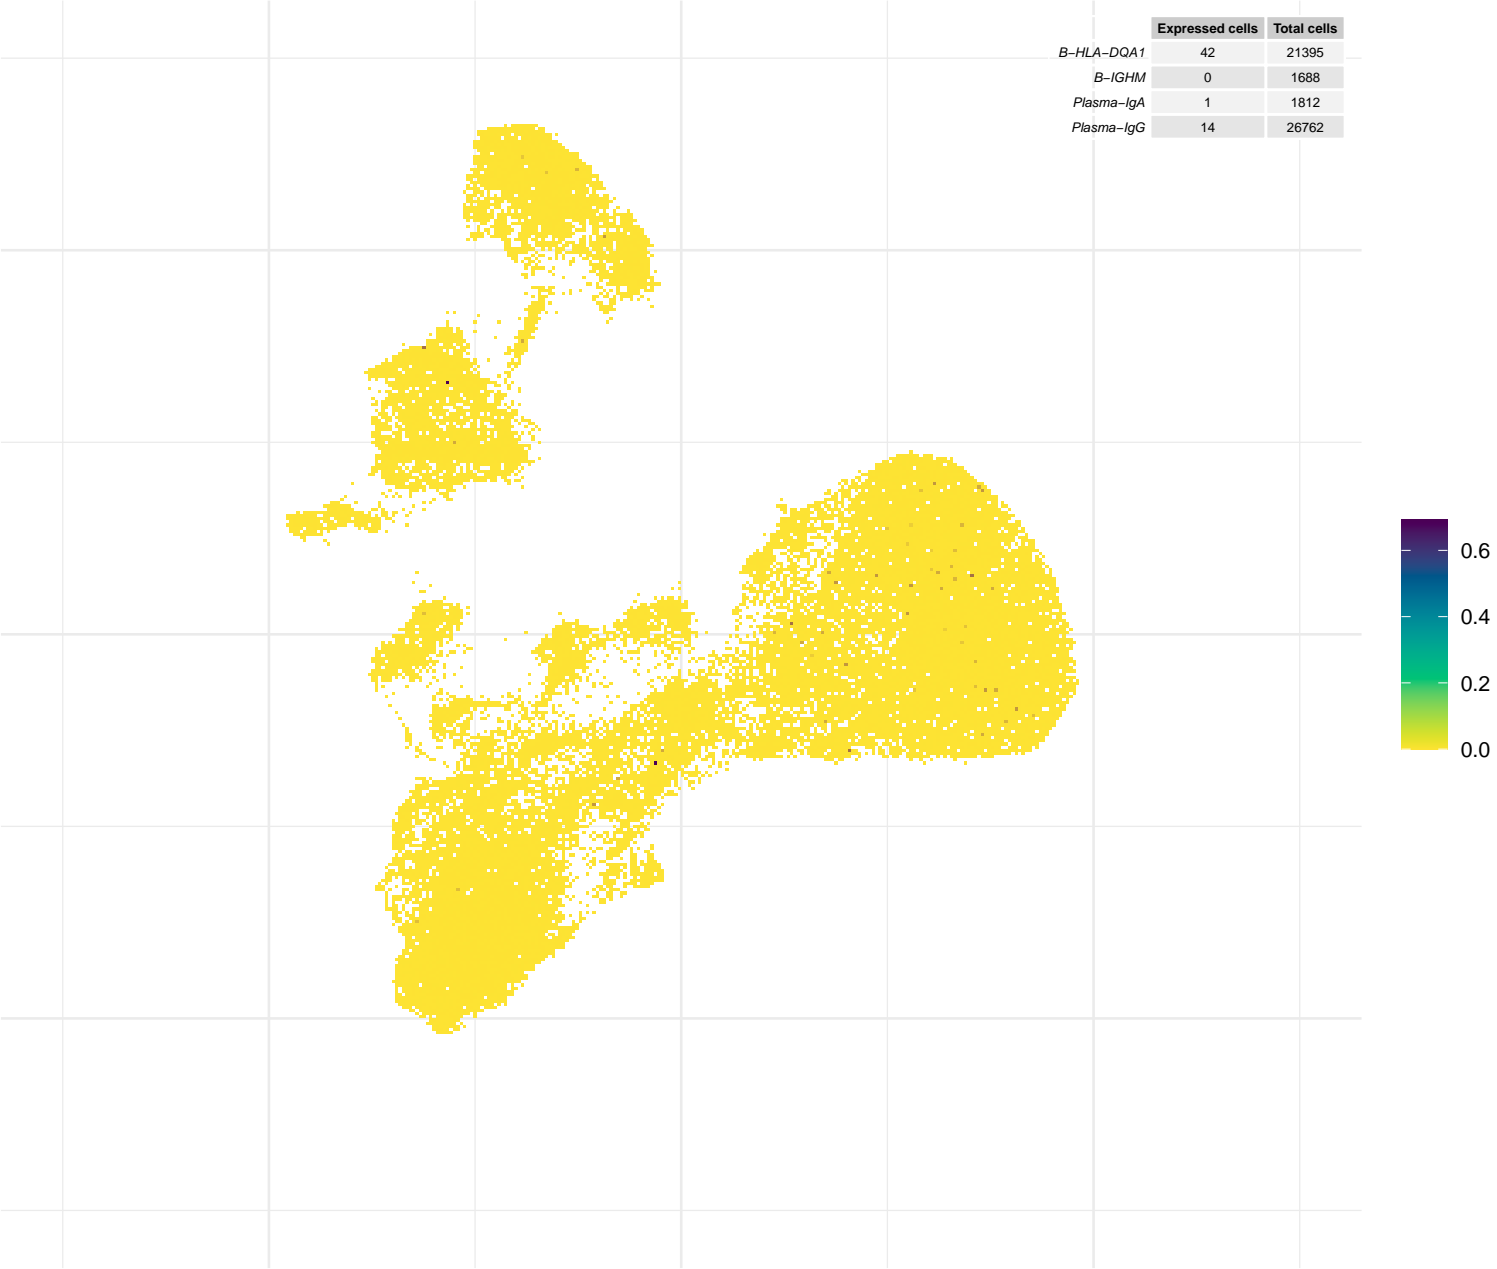 Expressed cells Total cells
B−HLA−DQA1 42 21395
B−IGHM 0 1688
Plasma−IgA 1 1812
Plasma−IgG 14 26762
0.6
0.4
0.2
0.0